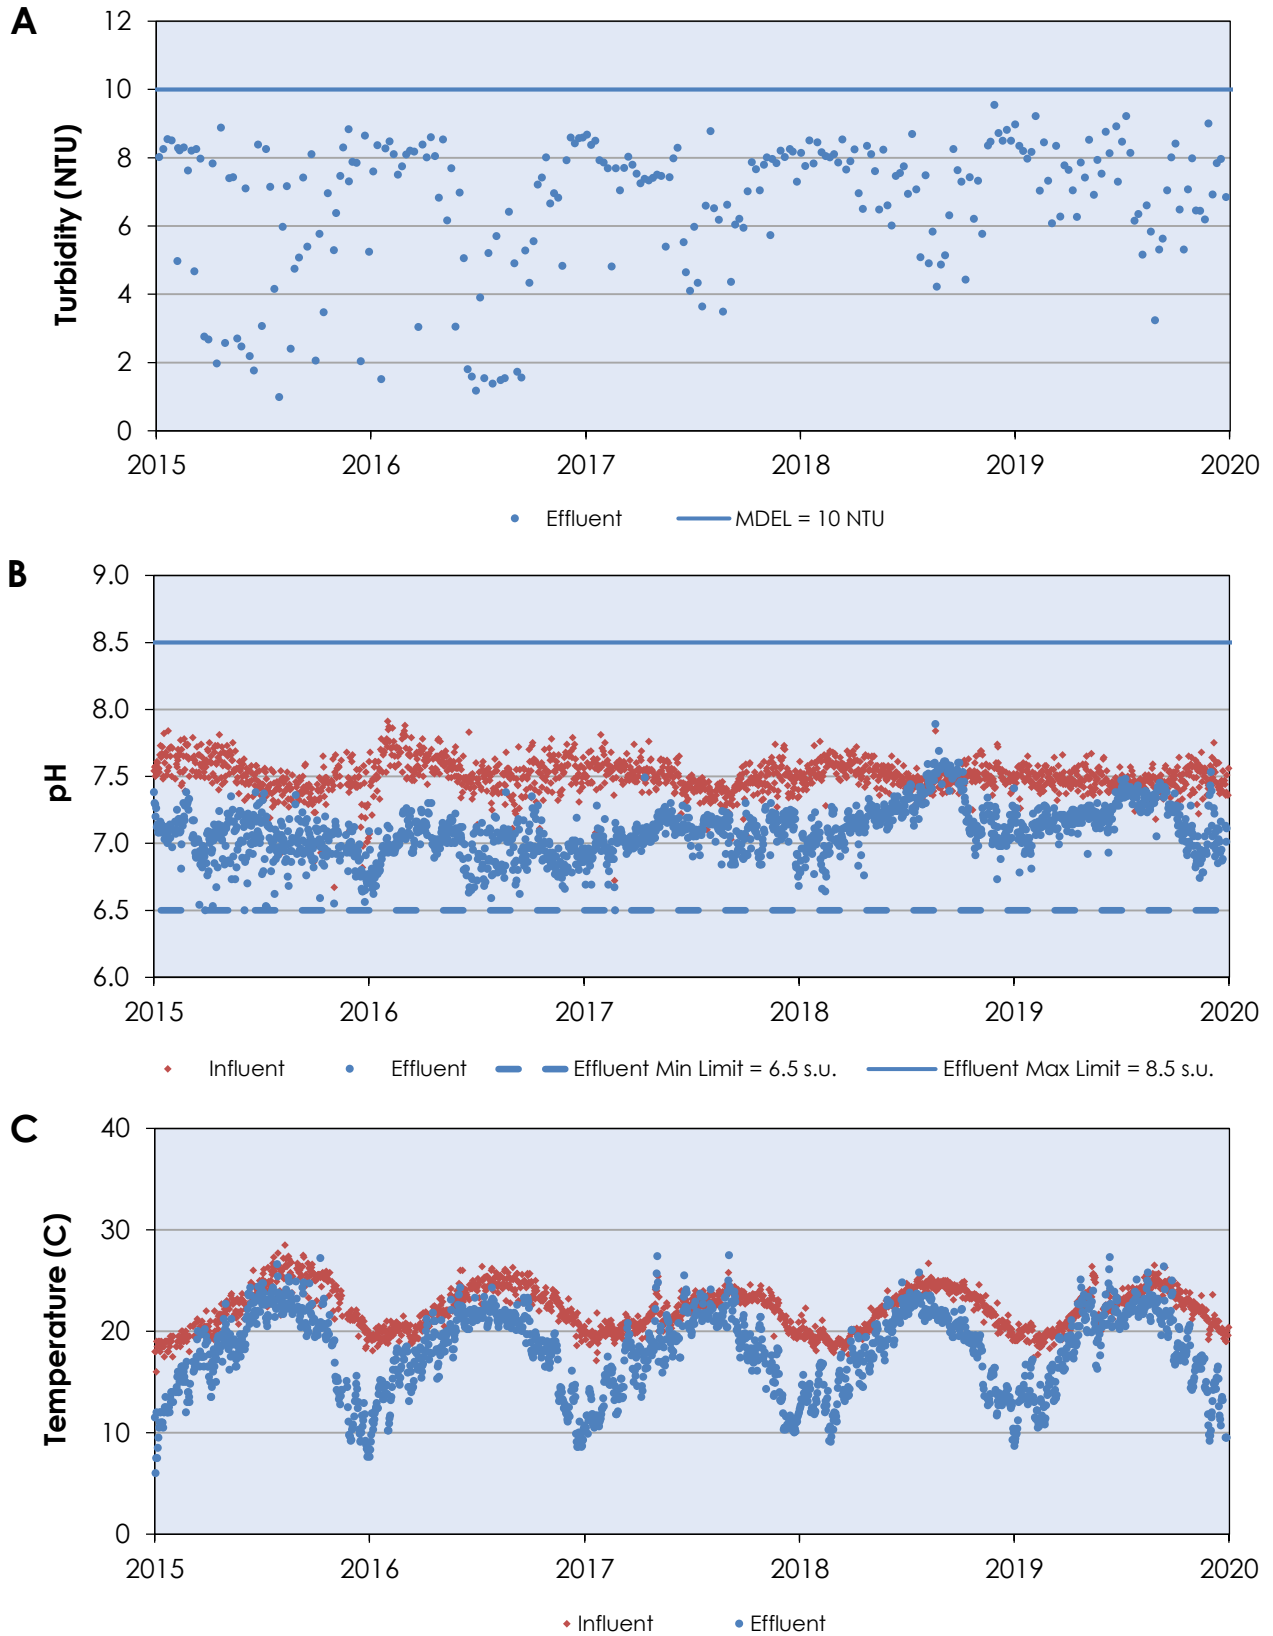 A
Turbidity (NTU)
12
10
8
6
4
2
0
2015 2016 2017 2018 2019 2020
Effluent MDEL = 10 NTU
B
pH
9.0
8.5
8.0
7.5
7.0
6.5
6.0
2015 2016 2017 2018 2019 2020
Influent Effluent Effluent Min Limit = 6.5 s.u. Effluent Max Limit = 8.5 s.u.
C
Temperature (C)
40
30
20
10
0
2015 2016 2017 2018 2019 2020
Influent Effluent